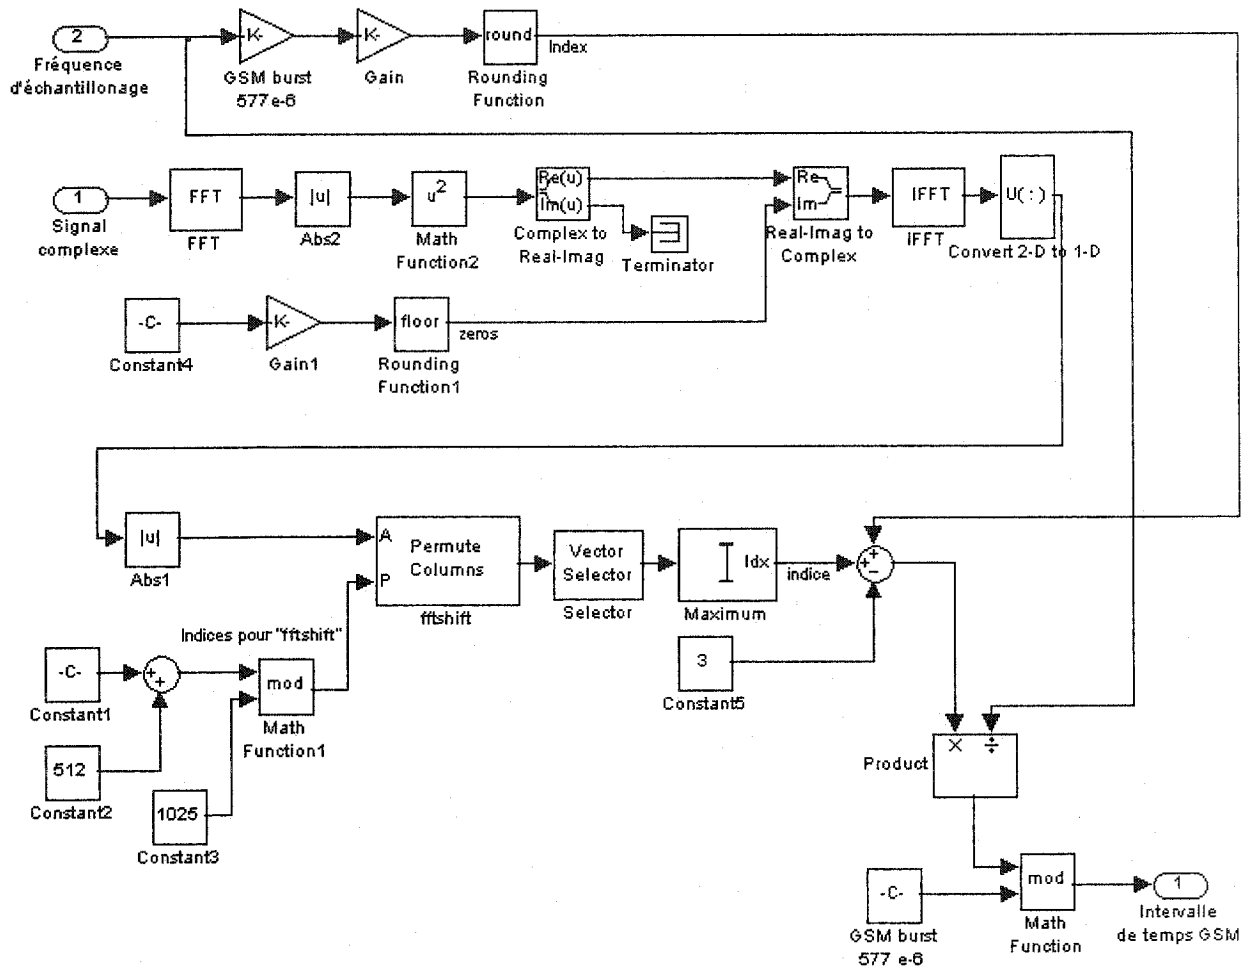 2
Fréquence
d'échantillonage
K-
GSM burst
577e-6
K-
Gain
round
Rounding
Function
Index
1
Signal
complexe
FFT
FFT
|u|
Abs2
u²
Math
Function2
Re(u)
Im(u)
Complex to
Real-Imag
Terminator
Re
Im
Real-Imag to
Complex
IFFT
IFFT
U(:)
Convert 2-D to 1-D
-C-
Constant4
K-
Gain1
floor
Rounding
Function1
zeros
|u|
Abs1
A
P
Permute
Columns
fftshift
Vector
Selector
Selector
Idx
Maximum
indice
+
+
−
3
Constant5
Indices pour "fftshift"
-C-
Constant1
+
+
512
Constant2
mod
Math
Function1
1025
Constant3
Product
×
÷
-C-
GSM burst
577 e-6
mod
Math
Function
1
Intervalle
de temps GSM